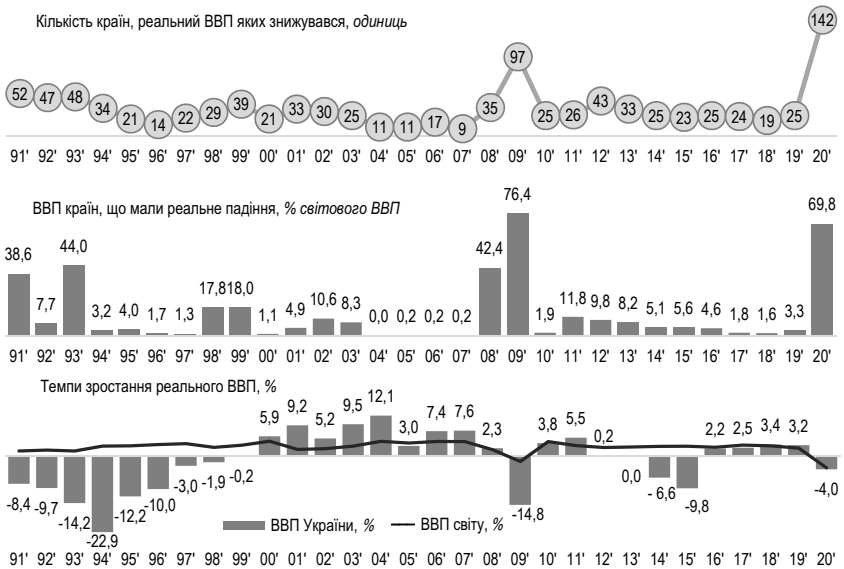 Кількість країн, реальний ВВП яких знижувався, одиниць
52 47 48 34 21 14 22 29 39 21 33 30 25 11 11 17 9 35 97 25 26 43 33 25 23 25 24 19 25 142
91' 92' 93' 94' 95' 96' 97' 98' 99' 00' 01' 02' 03' 04' 05' 06' 07' 08' 09' 10' 11' 12' 13' 14' 15' 16' 17' 18' 19' 20'
ВВП країн, що мали реальне падіння, % світового ВВП
38,6 7,7 44,0 3,2 4,0 1,7 1,3 17,8 18,0 1,1 4,9 10,6 8,3 0,0 0,2 0,2 0,2 42,4 76,4 1,9 11,8 9,8 8,2 5,1 5,6 4,6 1,8 1,6 3,3 69,8
91' 92' 93' 94' 95' 96' 97' 98' 99' 00' 01' 02' 03' 04' 05' 06' 07' 08' 09' 10' 11' 12' 13' 14' 15' 16' 17' 18' 19' 20'
Темпи зростання реального ВВП, %
-8,4 -9,7 -14,2 -22,9 -12,2 -10,0 -3,0 -1,9 -0,2 5,9 9,2 5,2 9,5 12,1 3,0 7,4 7,6 2,3 -14,8 3,8 5,5 0,2 0,0 - 6,6 -9,8 2,2 2,5 3,4 3,2 -4,0
ВВП України, % ВВП світу, %
91' 92' 93' 94' 95' 96' 97' 98' 99' 00' 01' 02' 03' 04' 05' 06' 07' 08' 09' 10' 11' 12' 13' 14' 15' 16' 17' 18' 19' 20'